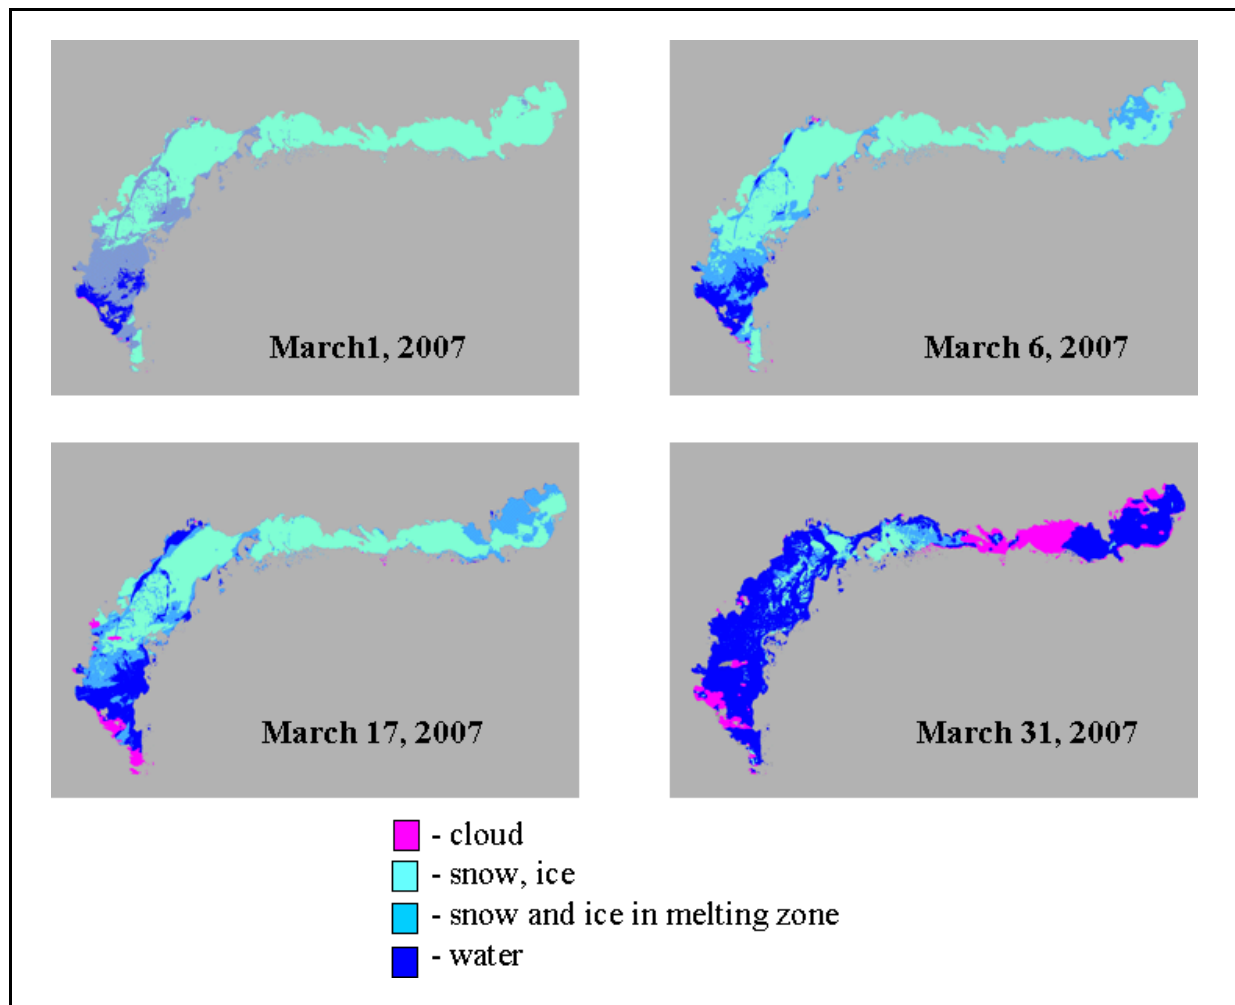 March1, 2007
March 6, 2007
March 17, 2007
March 31, 2007
- cloud
- snow, ice
- snow and ice in melting zone
- water